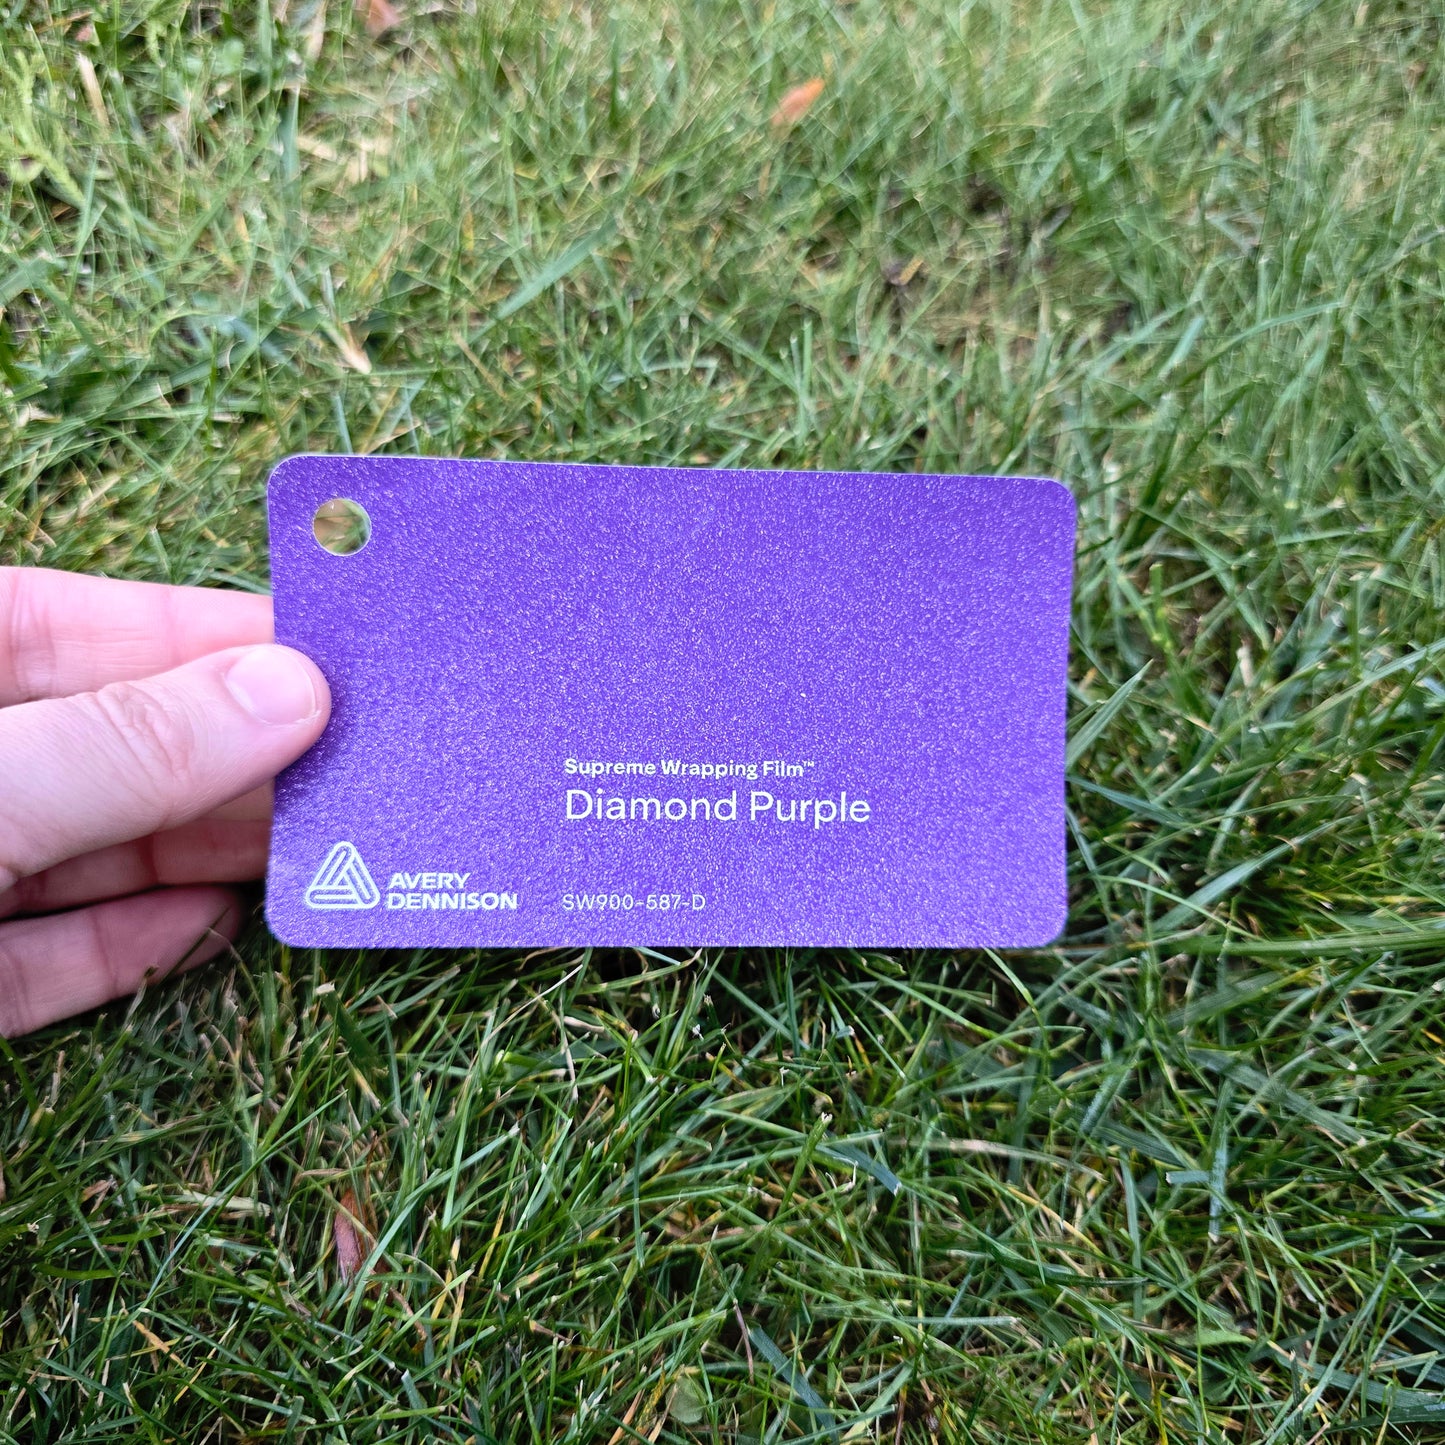 Supreme Wrapping Film™
Diamond Purple
AVERY
DENNISON
SW900-587-D